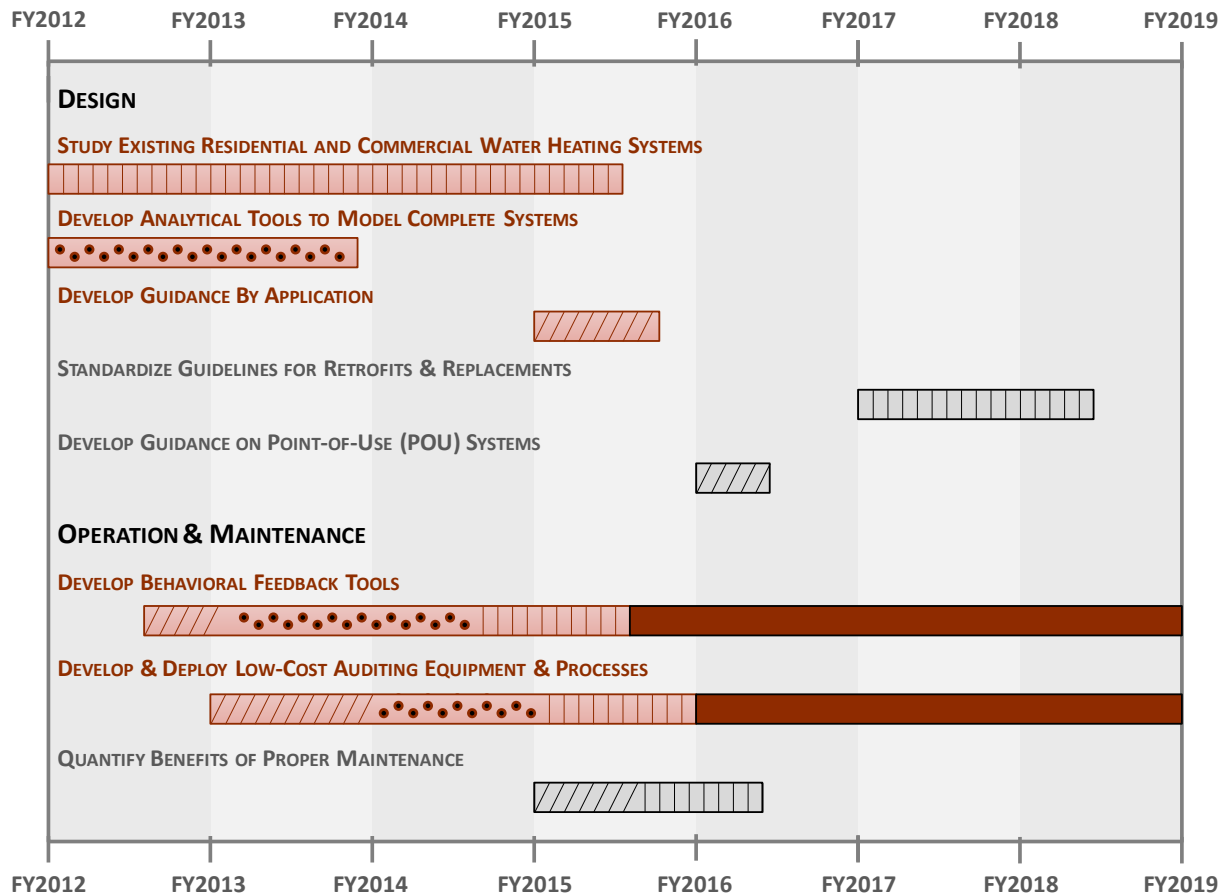 FY2012 FY2013 FY2014 FY2015 FY2016 FY2017 FY2018 FY2019
DESIGN
STUDY EXISTING RESIDENTIAL AND COMMERCIAL WATER HEATING SYSTEMS
DEVELOP ANALYTICAL TOOLS TO MODEL COMPLETE SYSTEMS
DEVELOP GUIDANCE BY APPLICATION
STANDARDIZE GUIDELINES FOR RETROFITS & REPLACEMENTS
DEVELOP GUIDANCE ON POINT-OF-USE (POU) SYSTEMS
OPERATION & MAINTENANCE
DEVELOP BEHAVIORAL FEEDBACK TOOLS
DEVELOP & DEPLOY LOW-COST AUDITING EQUIPMENT & PROCESSES
QUANTIFY BENEFITS OF PROPER MAINTENANCE
FY2012 FY2013 FY2014 FY2015 FY2016 FY2017 FY2018 FY2019